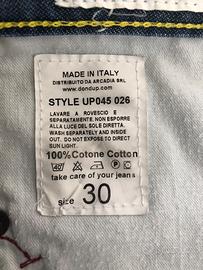 MADE IN ITALY
DISTRIBUITO DA ARCADIA SRL
www.dondup.com
STYLE UP045 026
LAVARE A ROVESCIO E
SEPARATAMENTE. NON ESPORRE
ALLA LUCE DEL SOLE DIRETTA.
WASH SEPARATELY AND INSIDE
OUT. DO NOT EXPOSE TO DIRECT
SUN LIGHT.
100%Cotone Cotton
take care of your jeans
size 30